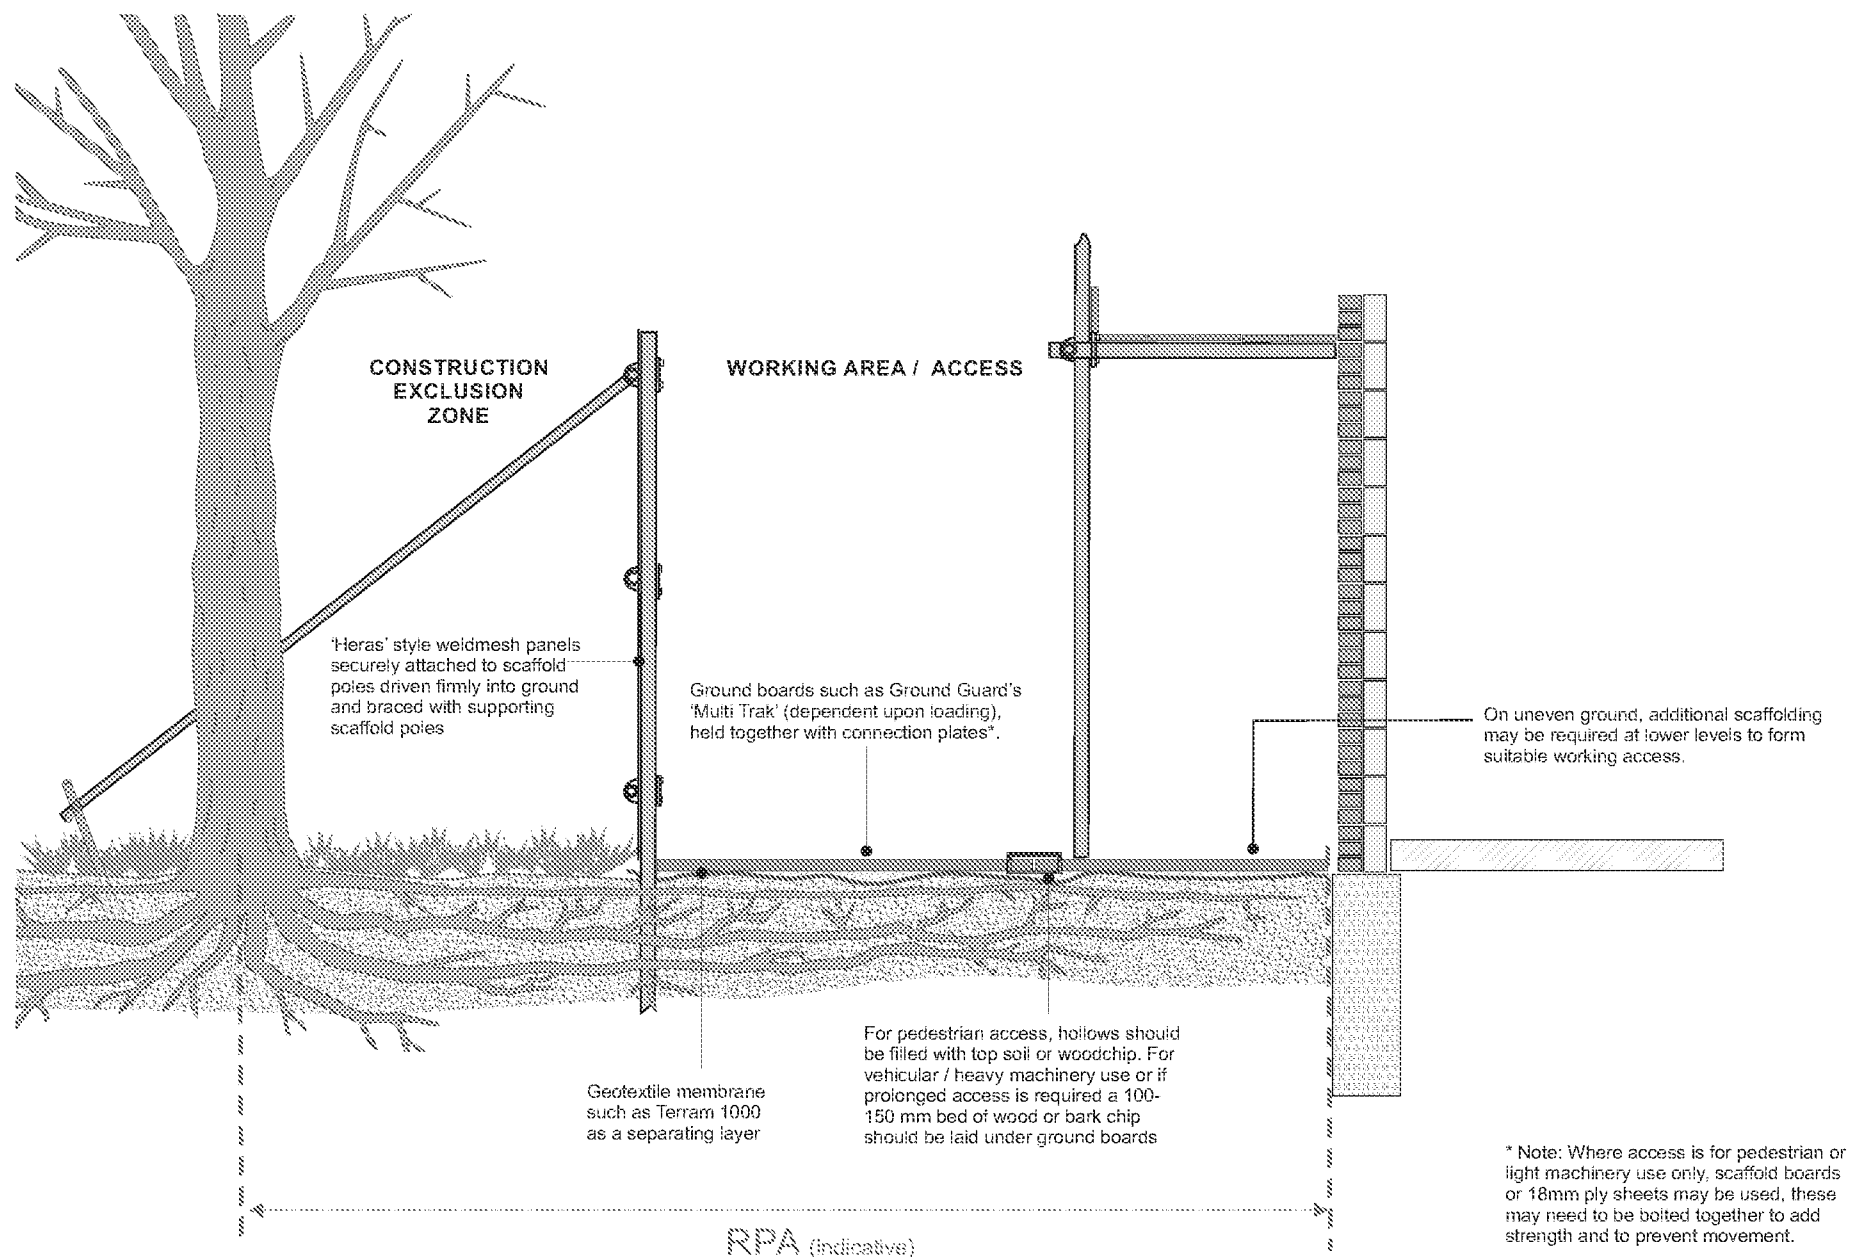 CONSTRUCTION
EXCLUSION
ZONE
WORKING AREA / ACCESS
'Heras' style weldmesh panels
securely attached to scaffold
poles driven firmly into ground
and braced with supporting
scaffold poles
Ground boards such as Ground Guard's
'Multi Trak' (dependent upon loading),
held together with connection plates*.
On uneven ground, additional scaffolding
may be required at lower levels to form
suitable working access.
Geotextile membrane
such as Terram 1000
as a separating layer
For pedestrian access, hollows should
be filled with top soil or woodchip. For
vehicular / heavy machinery use or if
prolonged access is required a 100-
150 mm bed of wood or bark chip
should be laid under ground boards
* Note: Where access is for pedestrian or
light machinery use only, scaffold boards
or 18mm ply sheets may be used, these
may need to be bolted together to add
strength and to prevent movement.
RPA (indicative)